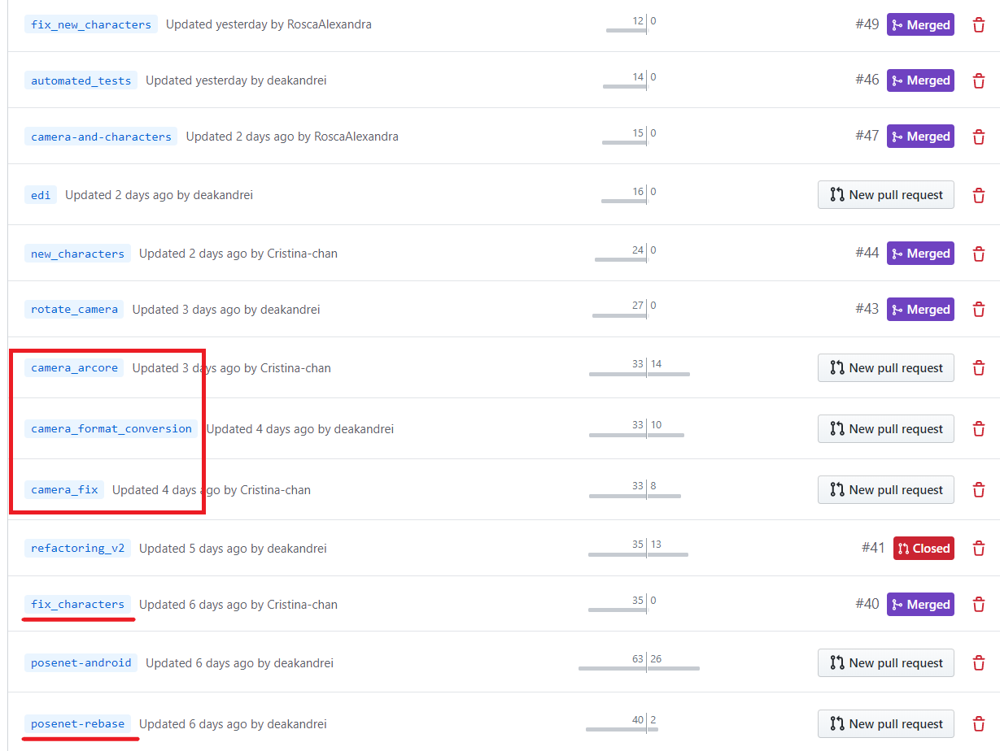 fix_new_characters Updated yesterday by RoscaAlexandra 12 0 #49 Merged
automated_tests Updated yesterday by deakandrei 14 0 #46 Merged
camera-and-characters Updated 2 days ago by RoscaAlexandra 15 0 #47 Merged
edi Updated 2 days ago by deakandrei 16 0 New pull request
new_characters Updated 2 days ago by Cristina-chan 24 0 #44 Merged
rotate_camera Updated 3 days ago by deakandrei 27 0 #43 Merged
camera_arcore Updated 3 days ago by Cristina-chan 33 14 New pull request
camera_format_conversion Updated 4 days ago by deakandrei 33 10 New pull request
camera_fix Updated 4 days ago by Cristina-chan 33 8 New pull request
refactoring_v2 Updated 5 days ago by deakandrei 35 13 #41 Closed
fix_characters Updated 6 days ago by Cristina-chan 35 0 #40 Merged
posenet-android Updated 6 days ago by deakandrei 63 26 New pull request
posenet-rebase Updated 6 days ago by deakandrei 40 2 New pull request